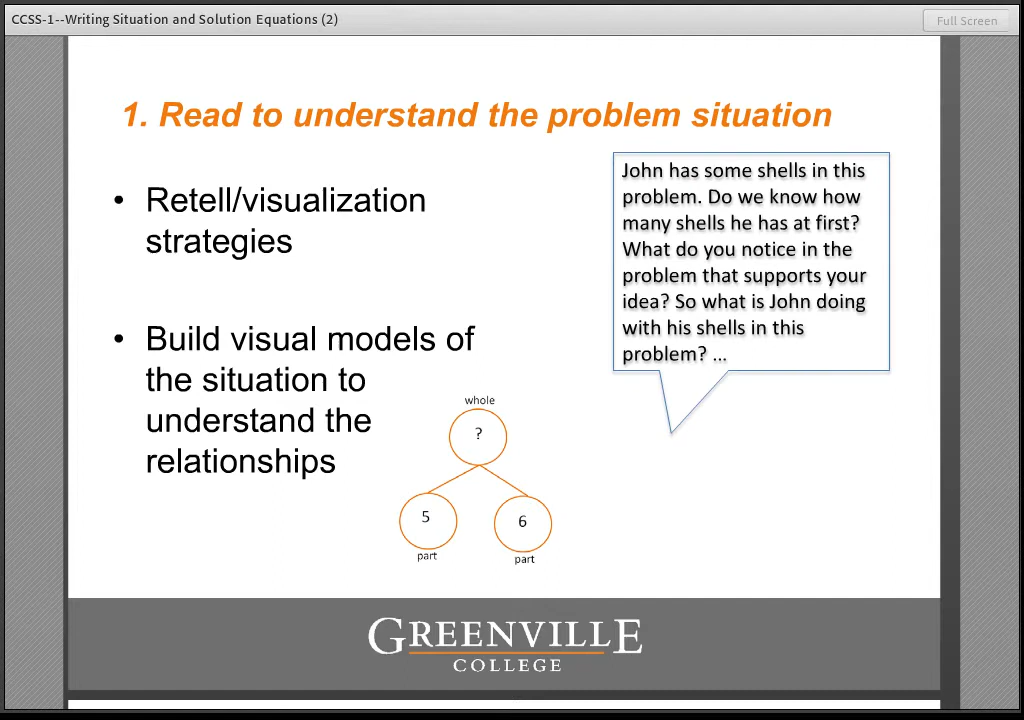 CCSS-1--Writing Situation and Solution Equations (2)
Full Screen
1. Read to understand the problem situation
• Retell/visualization
strategies
• Build visual models of
the situation to
understand the
relationships
John has some shells in this
problem. Do we know how
many shells he has at first?
What do you notice in the
problem that supports your
idea? So what is John doing
with his shells in this
problem? ...
whole
?
5
6
part
part
GREENVILLE
COLLEGE